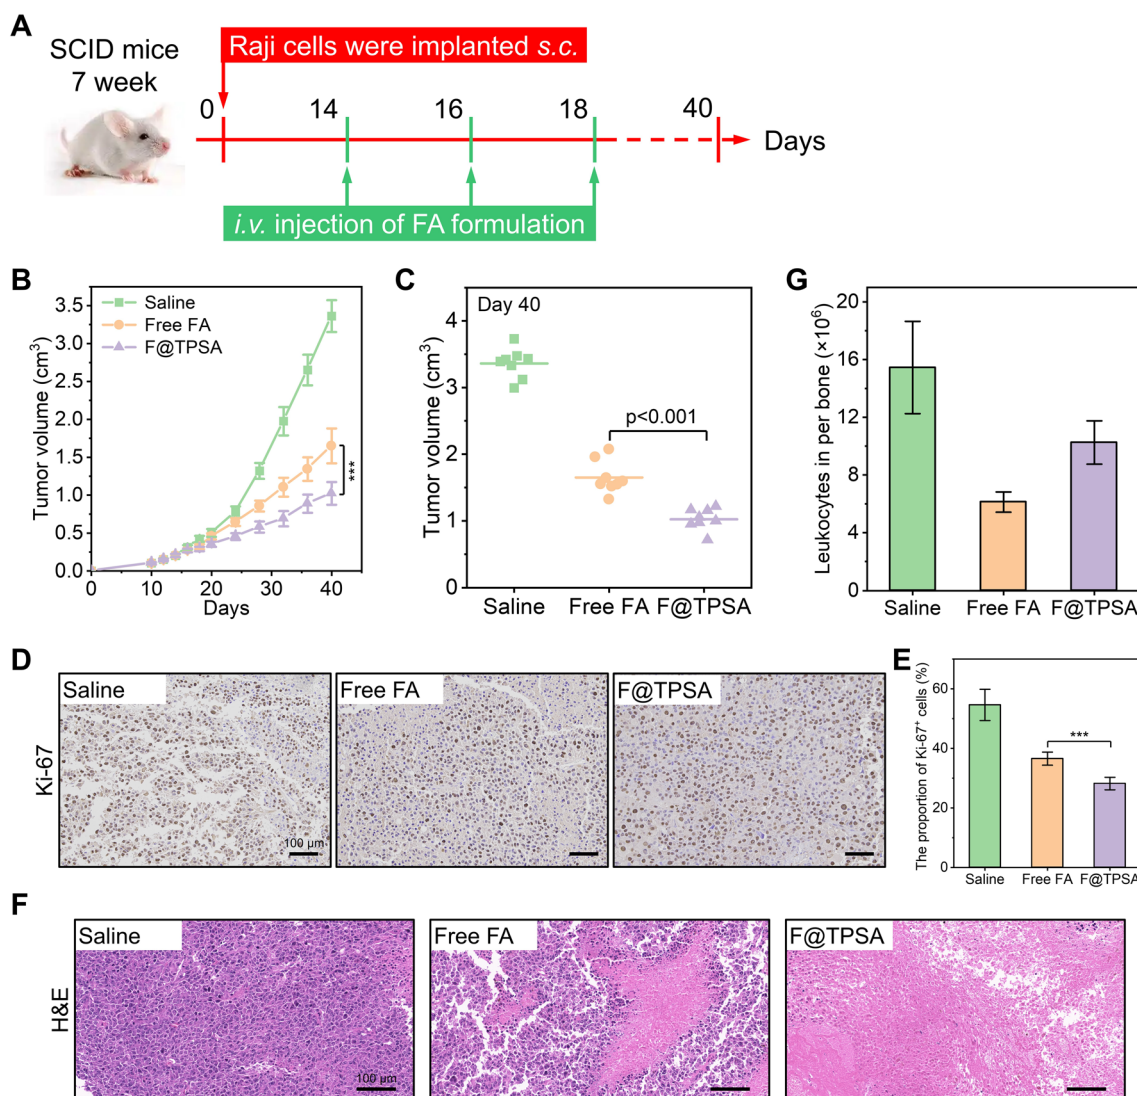 A
SCID mice
7 week
Raji cells were implanted s.c.
0 14 16 18 40
Days
i.v. injection of FA formulation
B
Saline
Free FA
F@TPSA
3.5
3.0
2.5
2.0
1.5
1.0
0.5
0.0
Tumor volume (cm³)
***
0 10 20 30 40
Days
C
Day 40
4
3
2
1
0
Tumor volume (cm³)
p<0.001
Saline Free FA F@TPSA
G
20
16
12
8
4
0
Leukocytes in per bone (×10⁶)
Saline Free FA F@TPSA
D
Ki-67
Saline
100 µm
Free FA
F@TPSA
E
The proportion of Ki-67⁺ cells (%)
60
40
20
0
***
Saline Free FA F@TPSA
F
H&E
Saline
100 µm
Free FA
F@TPSA